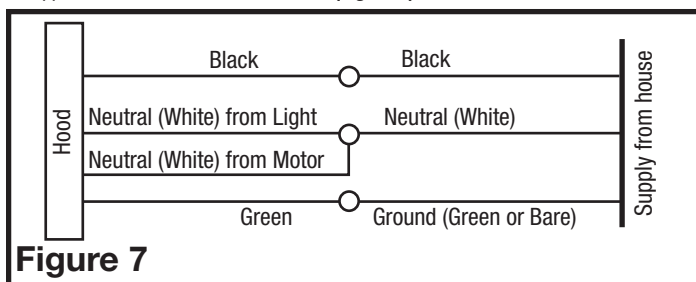 Black Black
Hood
Neutral (White) from Light Neutral (White)
Neutral (White) from Motor
Supply from house
Green Ground (Green or Bare)
Figure 7